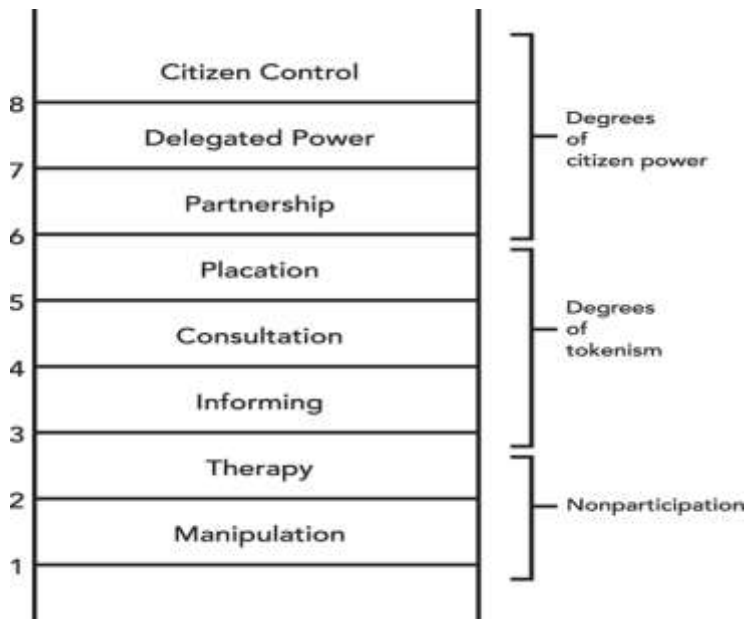 Citizen Control
8
Delegated Power
7
Partnership
6
Placation
5
Consultation
4
Informing
3
Therapy
2
Manipulation
1
Degrees
of
citizen power
Degrees
of
tokenism
Nonparticipation